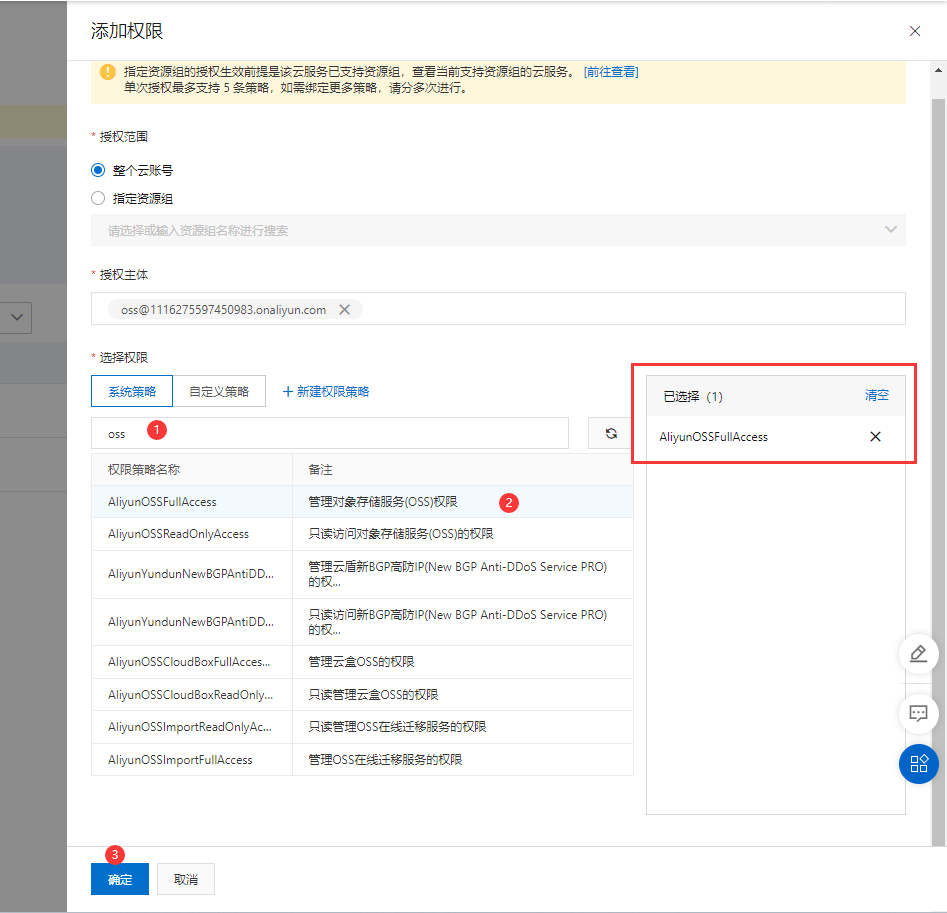 添加权限
指定资源组的授权生效前提是该云服务已支持资源组，查看当前支持资源组的云服务。 [前往查看]
单次授权最多支持 5 条策略，如需绑定更多策略，请分多次进行。
* 授权范围
整个云账号
指定资源组
请选择或输入资源组名称进行搜索
* 授权主体
oss@1116275597450983.onaliyun.com
* 选择权限
系统策略 自定义策略 + 新建权限策略
已选择 (1) 清空
oss 1
AliyunOSSFullAccess
权限策略名称 备注
AliyunOSSFullAccess 管理对象存储服务(OSS)权限 2
AliyunOSSReadOnlyAccess 只读访问对象存储服务(OSS)的权限
AliyunYundunNewBGPAntiDD... 管理云盾新BGP高防IP(New BGP Anti-DDoS Service PRO)
的权...
AliyunYundunNewBGPAntiDD... 只读访问新BGP高防IP(New BGP Anti-DDoS Service PRO)
的权...
AliyunOSSCloudBoxFullAcces... 管理云盒OSS的权限
AliyunOSSCloudBoxReadOnly... 只读管理云盒OSS的权限
AliyunOSSImportReadOnlyAc... 只读管理OSS在线迁移服务的权限
AliyunOSSImportFullAccess 管理OSS在线迁移服务的权限
3
确定 取消